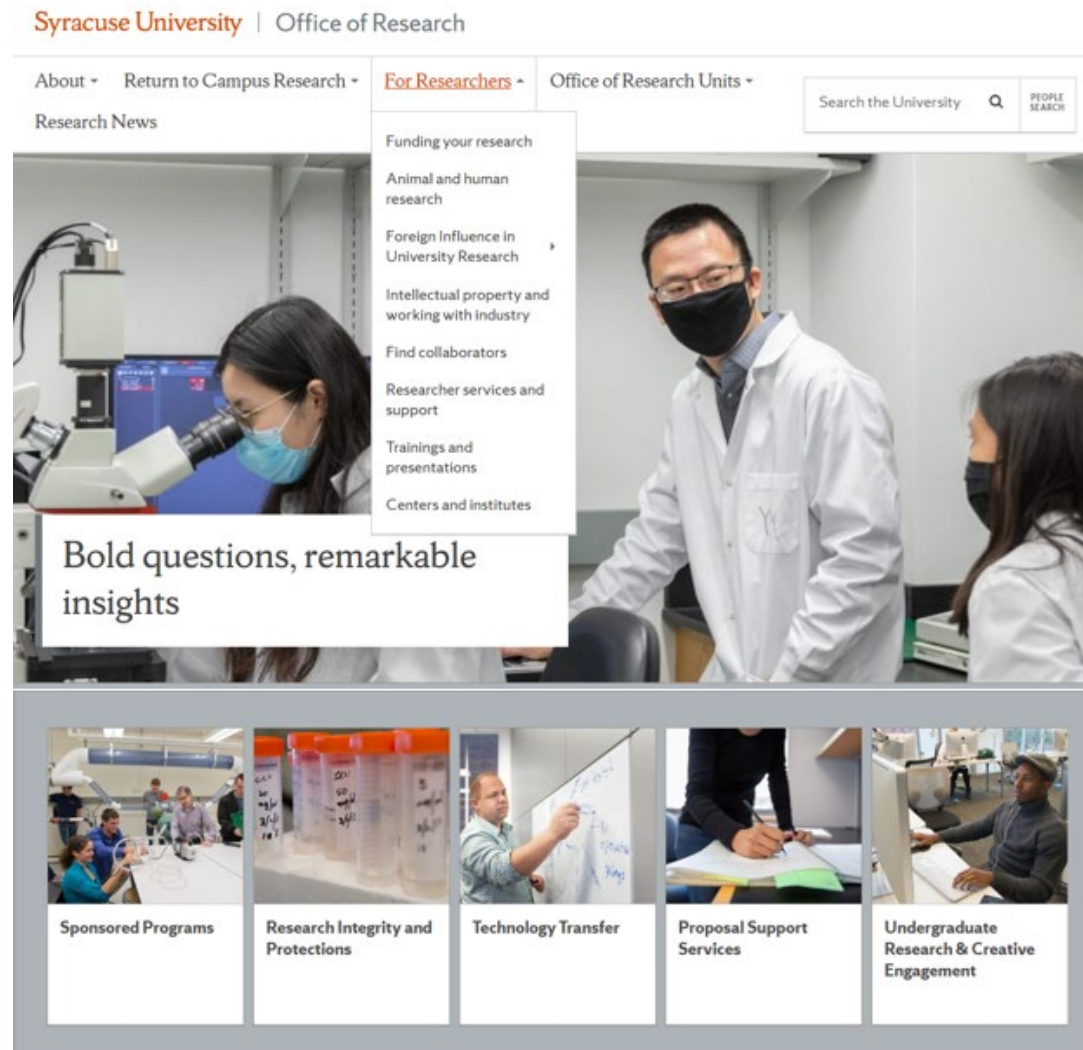 Syracuse University | Office of Research
About Return to Campus Research For Researchers Office of Research Units
Search the University
PEOPLE
SEARCH
Research News
Funding your research
Animal and human
research
Foreign Influence in
University Research
Intellectual property and
working with industry
Find collaborators
Researcher services and
support
Trainings and
presentations
Centers and institutes
Bold questions, remarkable
insights
Sponsored Programs
Research Integrity and
Protections
Technology Transfer
Proposal Support
Services
Undergraduate
Research & Creative
Engagement